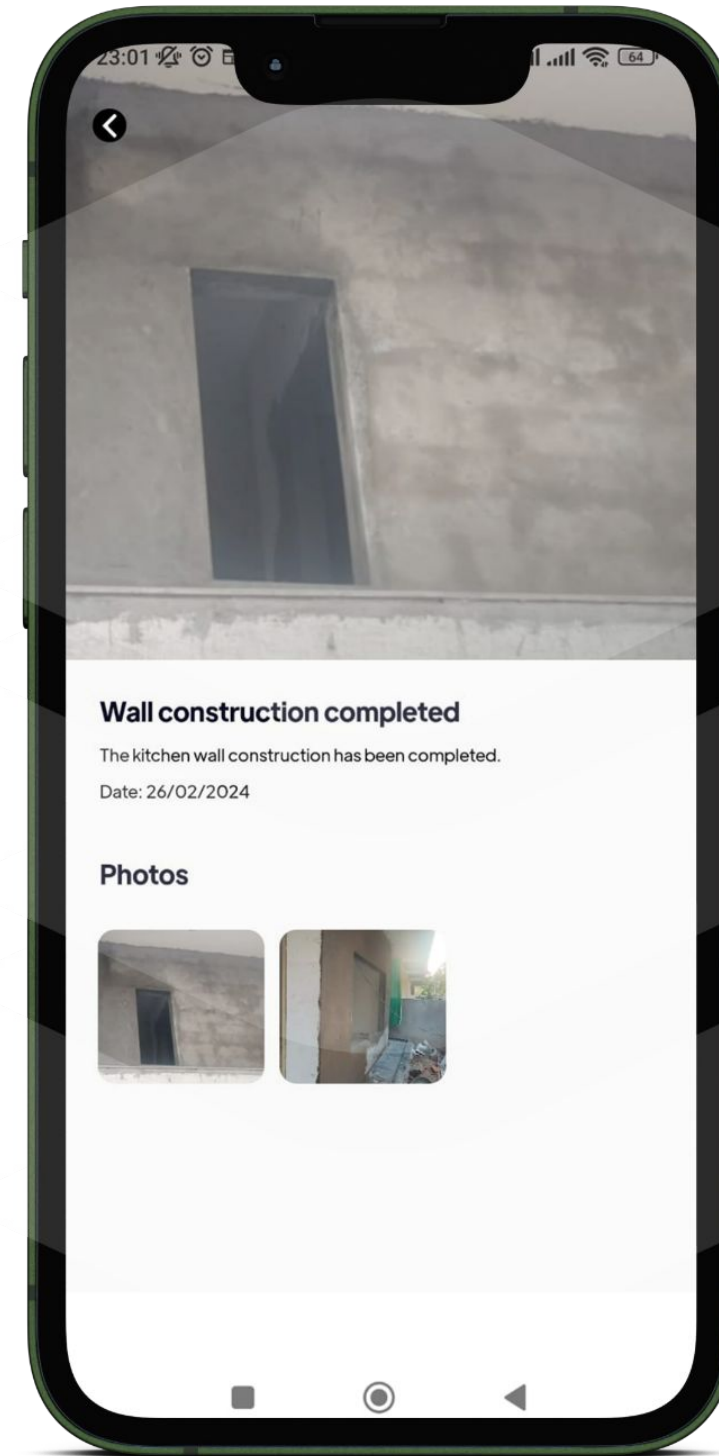 23:01
64
Wall construction completed
The kitchen wall construction has been completed.
Date: 26/02/2024
Photos